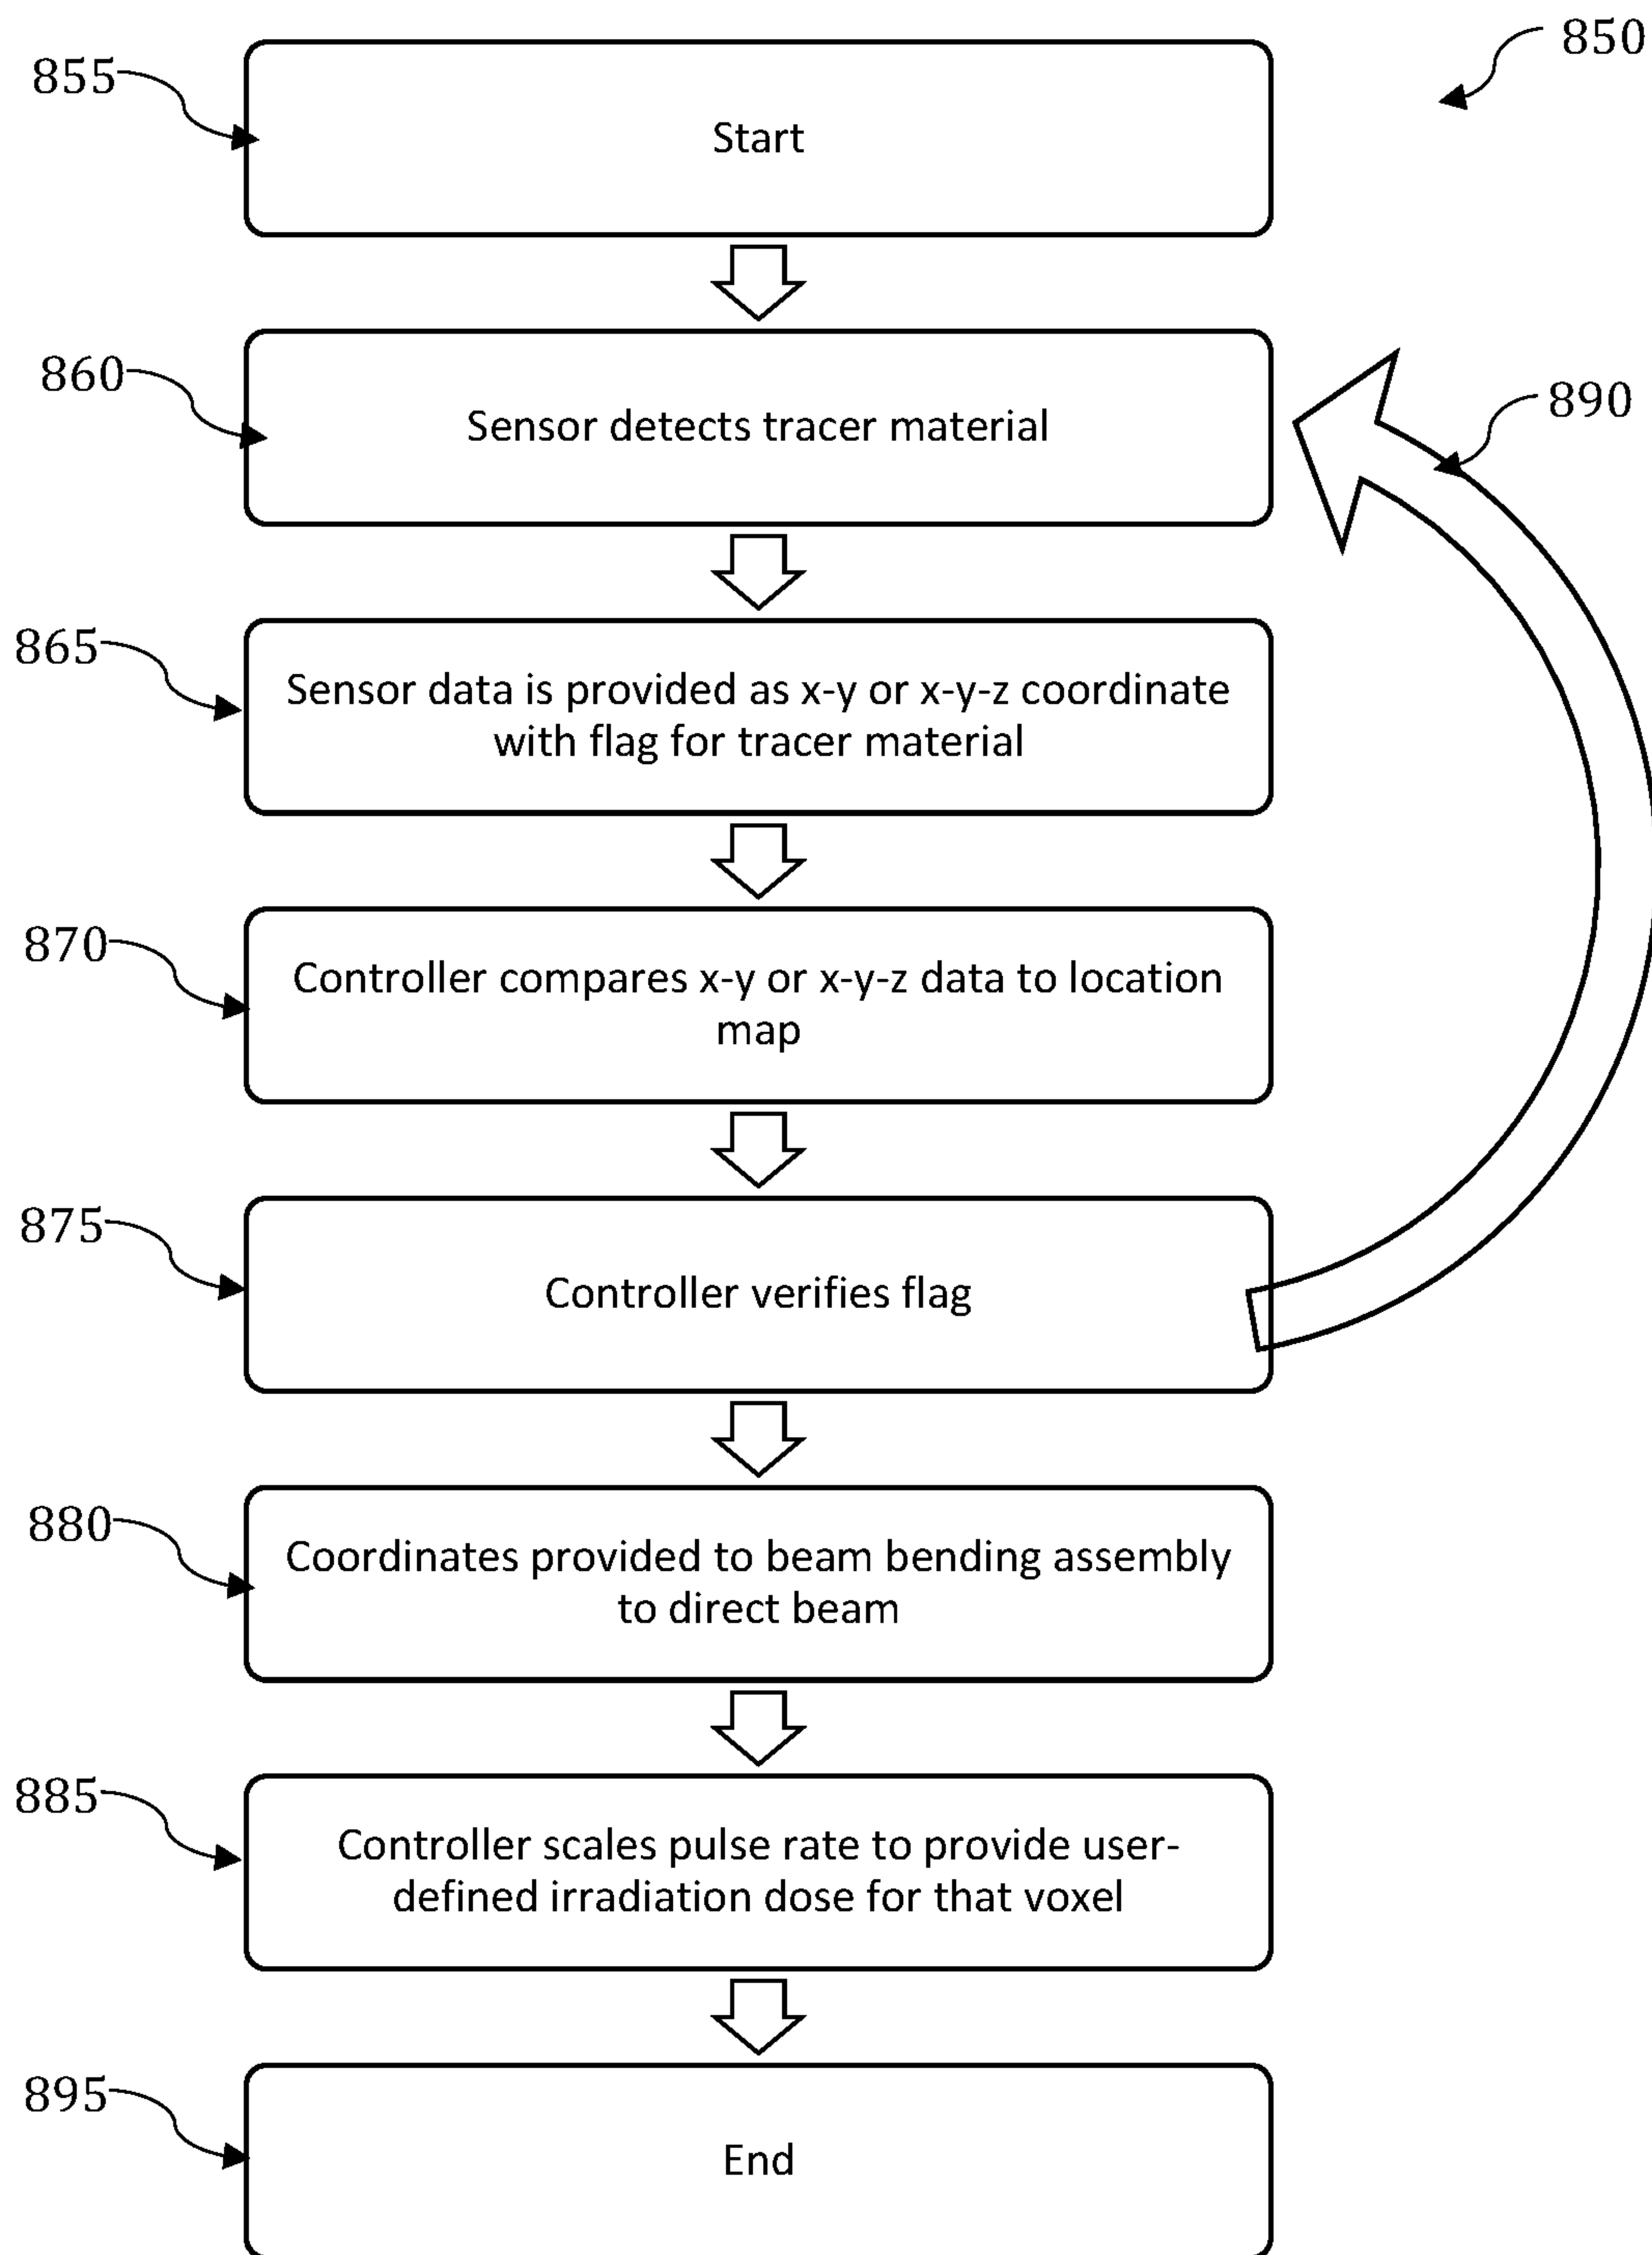 850
855
Start
860
Sensor detects tracer material
890
865
Sensor data is provided as x-y or x-y-z coordinate
with flag for tracer material
870
Controller compares x-y or x-y-z data to location
map
875
Controller verifies flag
880
Coordinates provided to beam bending assembly
to direct beam
885
Controller scales pulse rate to provide user-
defined irradiation dose for that voxel
895
End